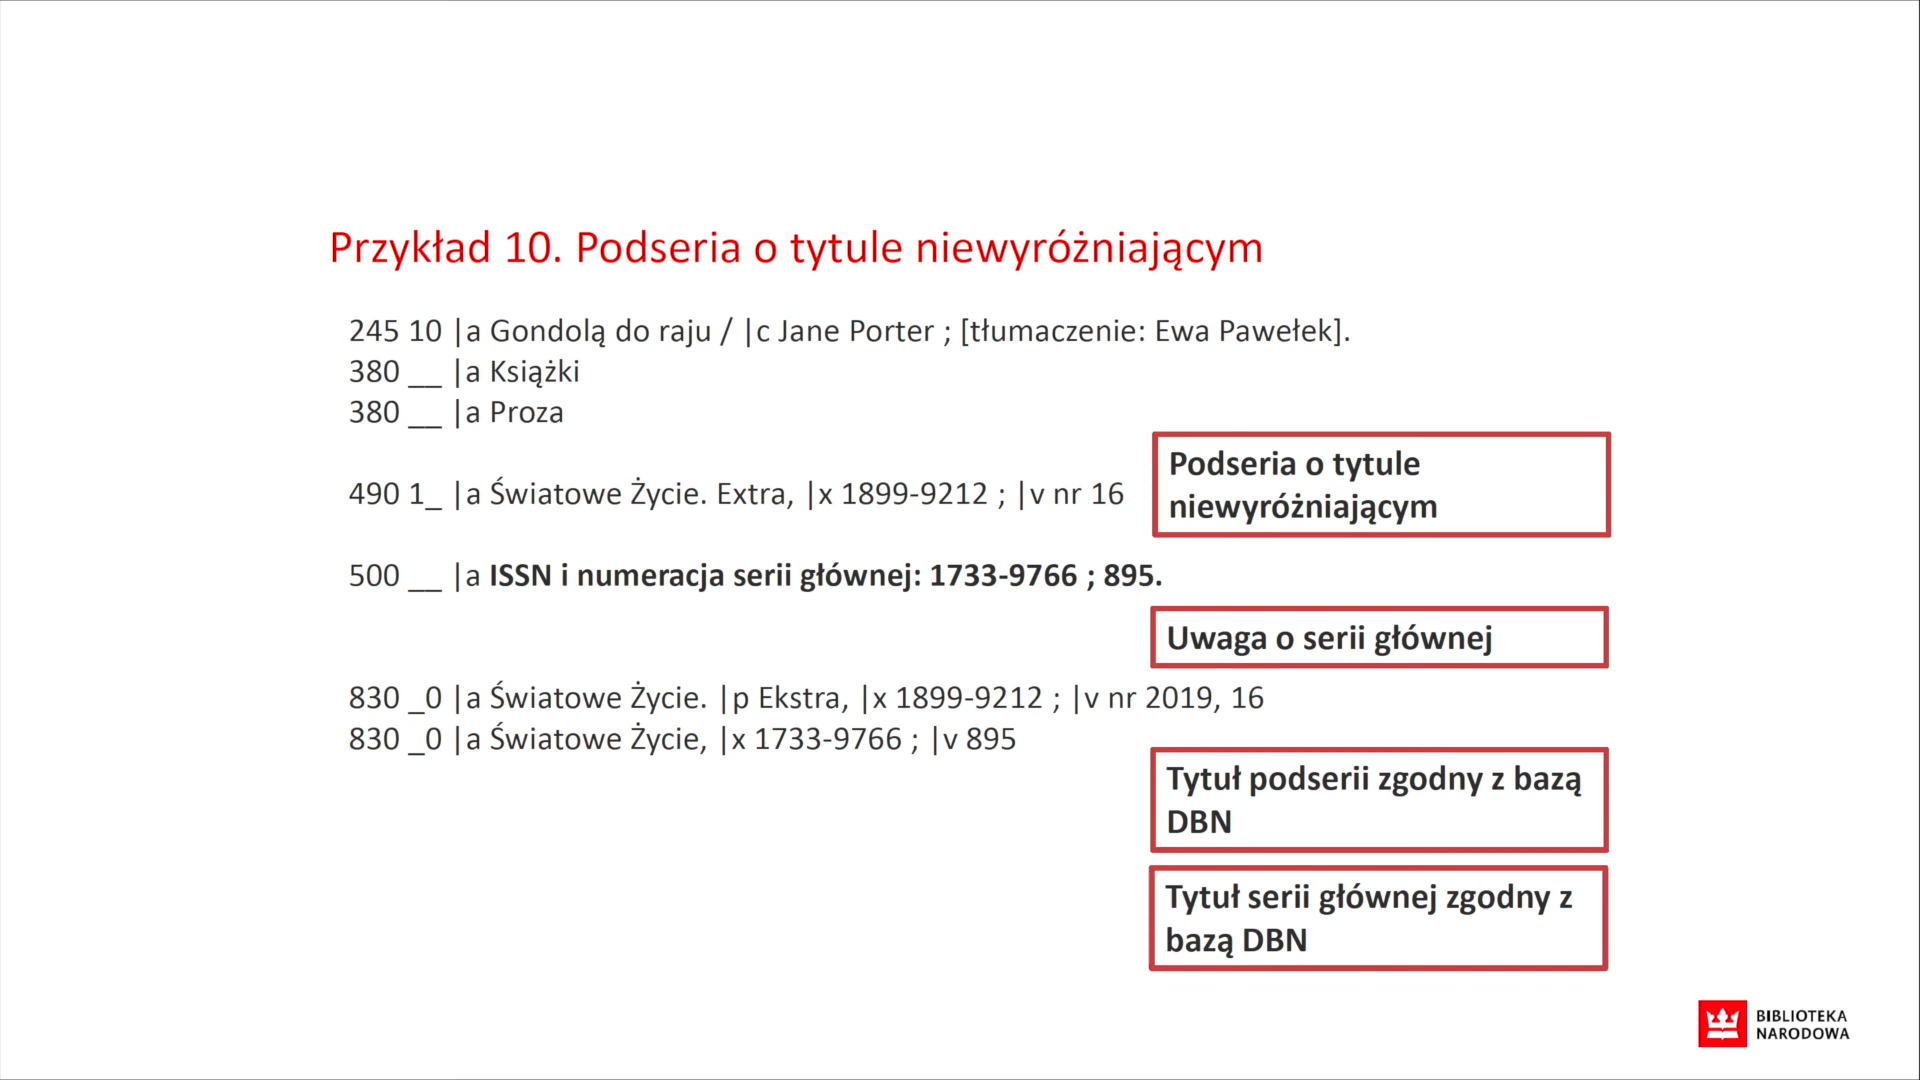 Przykład 10. Podseria o tytule niewyróżniającym
245 10 |a Gondolą do raju / |c Jane Porter ; [tłumaczenie: Ewa Pawełek].
380 __ |a Książki
380 __ |a Proza
Podseria o tytule
niewyróżniającym
490 1_ |a Światowe Życie. Extra, |x 1899-9212 ; |v nr 16
500 __ |a ISSN i numeracja serii głównej: 1733-9766 ; 895.
Uwaga o serii głównej
830 _0 |a Światowe Życie. |p Ekstra, |x 1899-9212 ; |v nr 2019, 16
830 _0 |a Światowe Życie, |x 1733-9766 ; |v 895
Tytuł podserii zgodny z bazą
DBN
Tytuł serii głównej zgodny z
bazą DBN
BIBLIOTEKA
NARODOWA